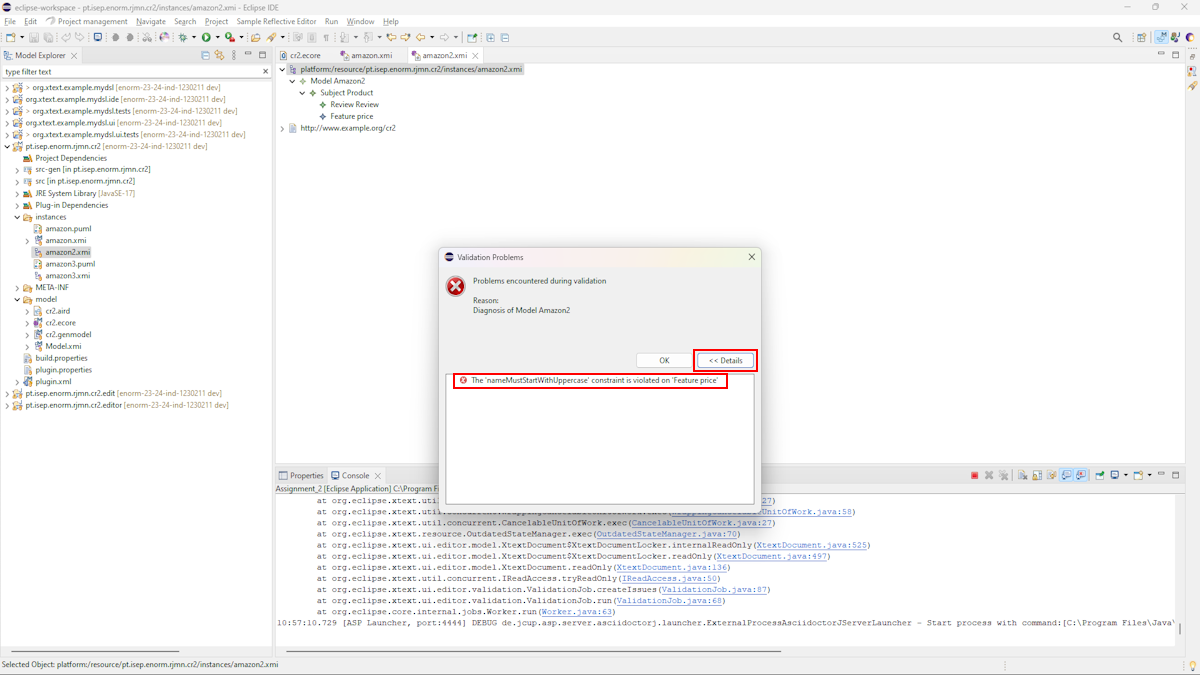 eclipse-workspace - pt.isep.enorm.rjmn.cr2/instances/amazon2.xmi - Eclipse IDE
File Edit Project management Navigate Search Project Sample Reflective Editor Run Window Help
Model Explorer
type filter text
> org.xtext.example.mydsl [enorm-23-24-ind-1230211 dev]
org.xtext.example.mydsl.ide [enorm-23-24-ind-1230211 dev]
> org.xtext.example.mydsl.tests [enorm-23-24-ind-1230211 dev]
org.xtext.example.mydsl.ui [enorm-23-24-ind-1230211 dev]
> org.xtext.example.mydsl.ui.tests [enorm-23-24-ind-1230211 dev]
pt.isep.enorm.rjmn.cr2 [enorm-23-24-ind-1230211 dev]
Project Dependencies
src-gen [in pt.isep.enorm.rjmn.cr2]
src [in pt.isep.enorm.rjmn.cr2]
JRE System Library [JavaSE-17]
Plug-in Dependencies
instances
amazon.puml
amazon.xmi
amazon2.xmi
amazon3.puml
amazon3.xmi
META-INF
model
cr2.aird
cr2.ecore
cr2.genmodel
Model.xmi
build.properties
plugin.properties
plugin.xml
pt.isep.enorm.rjmn.cr2.edit [enorm-23-24-ind-1230211 dev]
pt.isep.enorm.rjmn.cr2.editor [enorm-23-24-ind-1230211 dev]
cr2.ecore amazon.xmi amazon2.xmi
platform:/resource/pt.isep.enorm.rjmn.cr2/instances/amazon2.xmi
Model Amazon2
Subject Product
Review Review
Feature price
http://www.example.org/cr2
Validation Problems
Problems encountered during validation
Reason:
Diagnosis of Model Amazon2
OK << Details
The 'nameMustStartWithUppercase' constraint is violated on 'Feature price'
Properties Console
Assignment_2 [Eclipse Application] C:\Program Fi
at org.eclipse.xtext.util. 27)
at org.eclipse.xtext.util. UnitOfWork.java:58)
at org.eclipse.xtext.util.concurrent.CancelableUnitOfWork.exec(CancelableUnitOfWork.java:27)
at org.eclipse.xtext.resource.OutdatedStateManager.exec(OutdatedStateManager.java:70)
at org.eclipse.xtext.ui.editor.model.XtextDocument$XtextDocumentLocker.internalReadOnly(XtextDocument.java:525)
at org.eclipse.xtext.ui.editor.model.XtextDocument$XtextDocumentLocker.readOnly(XtextDocument.java:497)
at org.eclipse.xtext.ui.editor.model.XtextDocument.readOnly(XtextDocument.java:136)
at org.eclipse.xtext.util.concurrent.IReadAccess.tryReadOnly(IReadAccess.java:50)
at org.eclipse.xtext.ui.editor.validation.ValidationJob.createIssues(ValidationJob.java:87)
at org.eclipse.xtext.ui.editor.validation.ValidationJob.run(ValidationJob.java:68)
at org.eclipse.core.internal.jobs.Worker.run(Worker.java:63)
10:57:10.729 [ASP Launcher, port:4444] DEBUG de.jcup.asp.server.asciidoctorj.launcher.ExternalProcessAsciidoctorJServerLauncher - Start process with command:[C:\Program Files\Java\
Selected Object: platform:/resource/pt.isep.enorm.rjmn.cr2/instances/amazon2.xmi